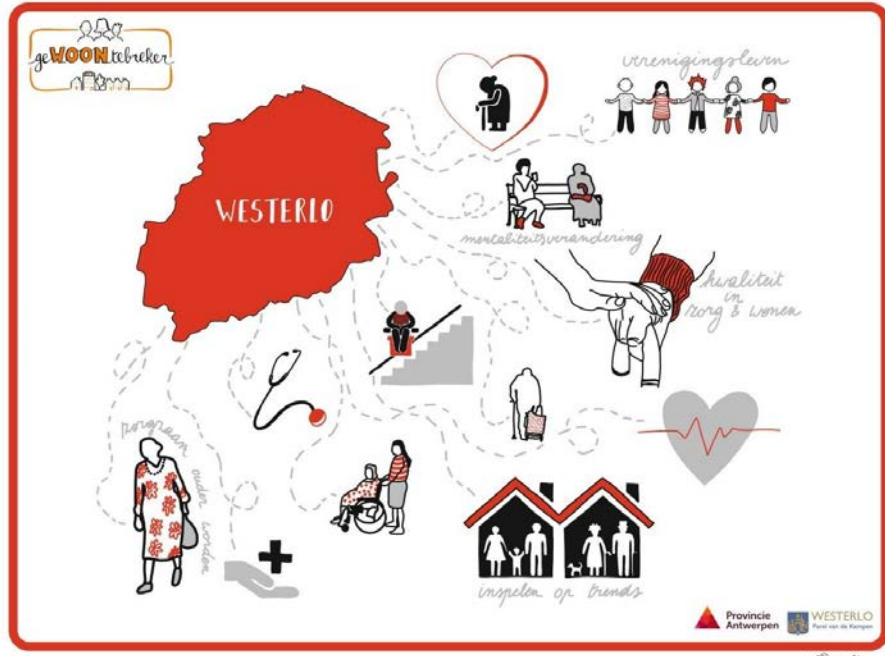 geWOONtebreker
verenigingsleven
WESTERLO
mentaliteitsverandering
kwaliteit
in
zorg & wonen
zorgzaam ouder worden
inspelen op trends
Provincie
Antwerpen
WESTERLO
Parel van de Kempen